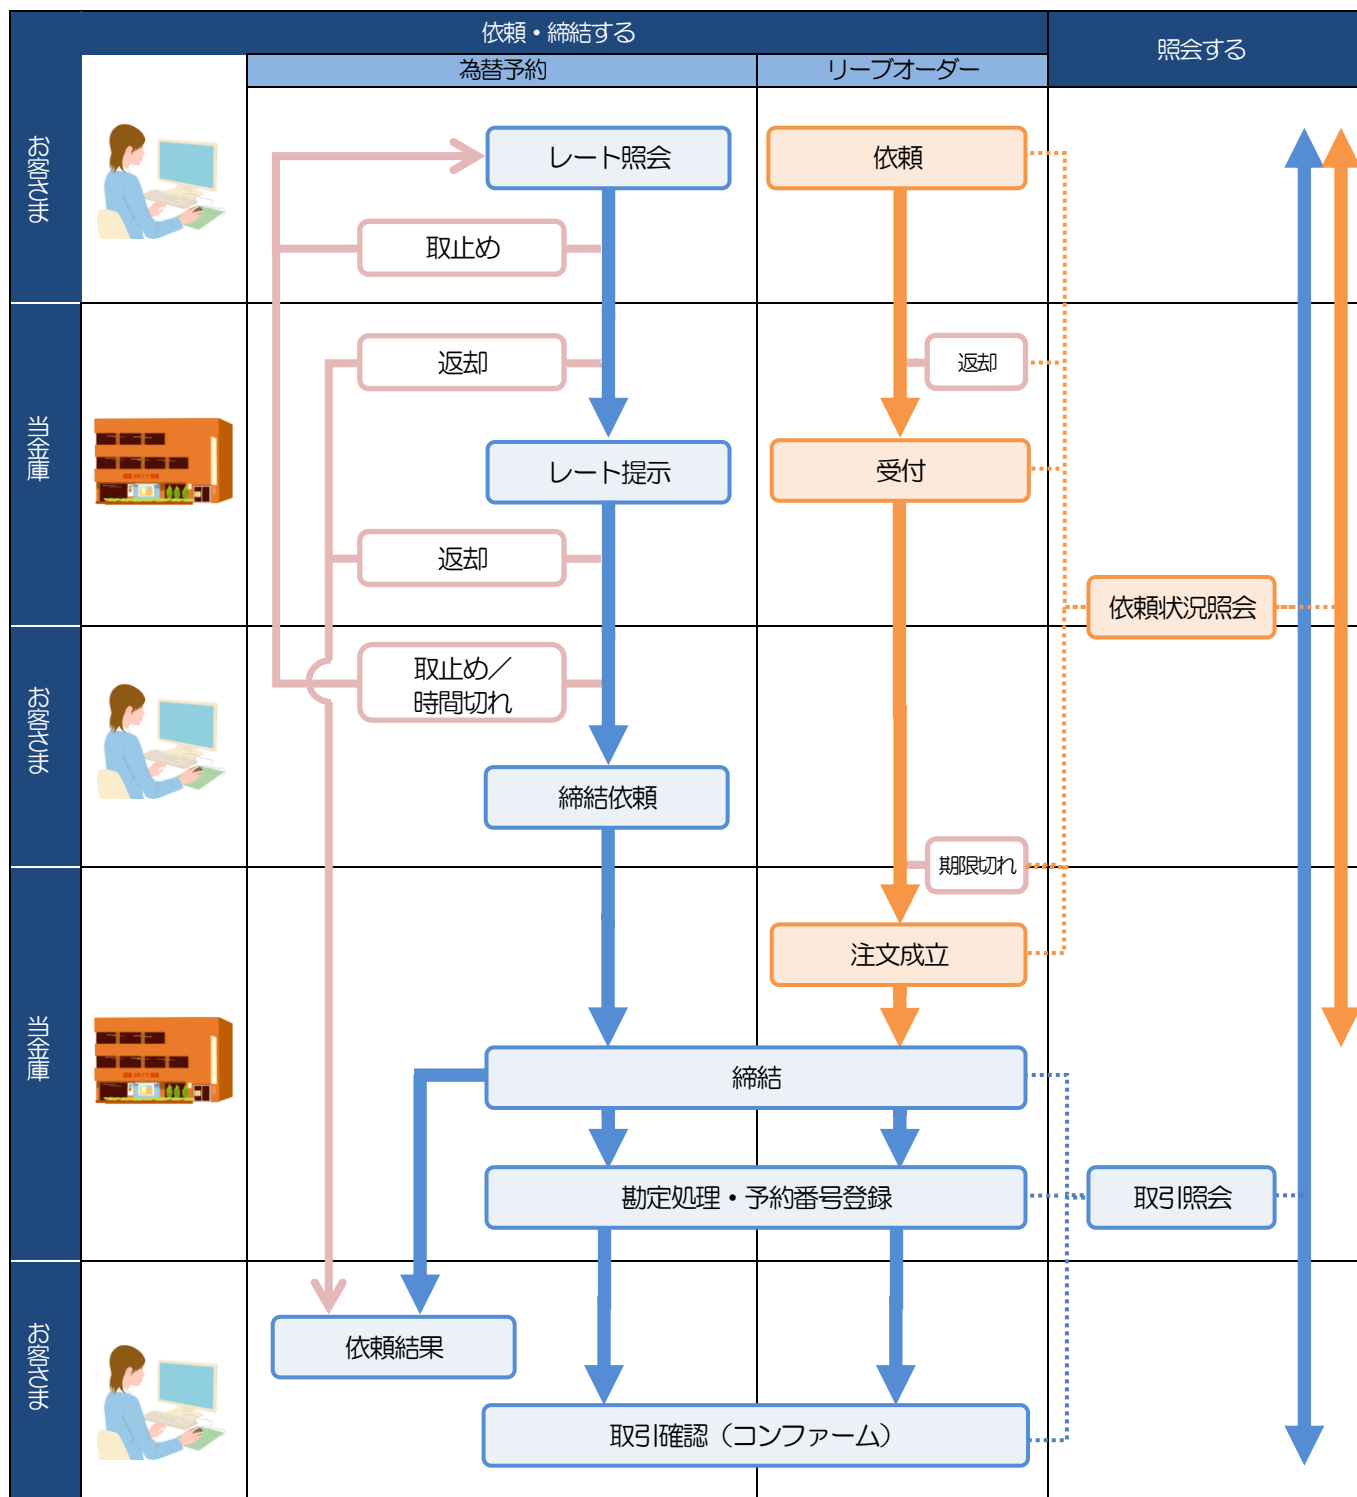 依頼・締結する
照会する
為替予約
リーブオーダー
お客さま
レート照会
依頼
取止め
当金庫
返却
返却
レート提示
受付
返却
依頼状況照会
お客さま
取止め／
時間切れ
締結依頼
期限切れ
当金庫
注文成立
締結
勘定処理・予約番号登録
取引照会
お客さま
依頼結果
取引確認（コンファーム）